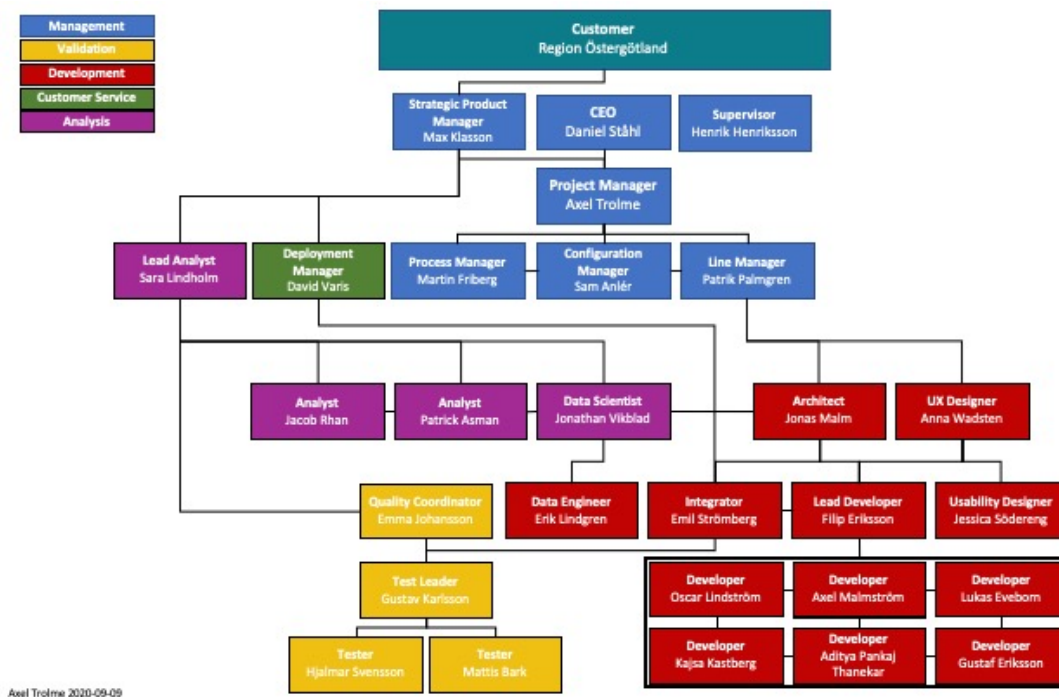 Management
Validation
Development
Customer Service
Analysis
Customer
Region Östergötland
Strategic Product
Manager
Max Klasson
CEO
Daniel Ståhl
Supervisor
Henrik Henriksson
Project Manager
Axel Trolme
Lead Analyst
Sara Lindholm
Deployment
Manager
David Varis
Process Manager
Martin Friberg
Configuration
Manager
Sam Anlér
Line Manager
Patrik Palmgren
Analyst
Jacob Rhan
Analyst
Patrick Asman
Data Scientist
Jonathan Vikblad
Architect
Jonas Malm
UX Designer
Anna Wadsten
Quality Coordinator
Emma Johansson
Data Engineer
Erik Lindgren
Integrator
Emil Strömberg
Lead Developer
Filip Eriksson
Usability Designer
Jessica Södereng
Test Leader
Gustav Karlsson
Developer
Oscar Lindström
Developer
Axel Malmström
Developer
Lukas Evebom
Tester
Hjalmar Svensson
Tester
Mattis Bark
Developer
Kajsa Kastberg
Developer
Aditya Pankaj
Thanekar
Developer
Gustaf Eriksson
Axel Trolme 2020-09-09